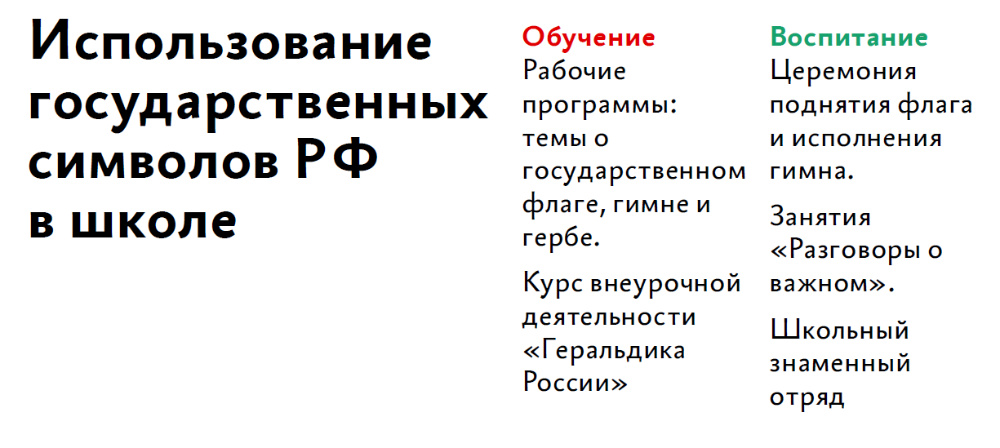 Использование
государственных
символов РФ
в школе
Обучение
Рабочие
программы:
темы о
государственном
флаге, гимне и
гербе.
Курс внеурочной
деятельности
«Геральдика
России»
Воспитание
Церемония
поднятия флага
и исполнения
гимна.
Занятия
«Разговоры о
важном».
Школьный
знаменный
отряд